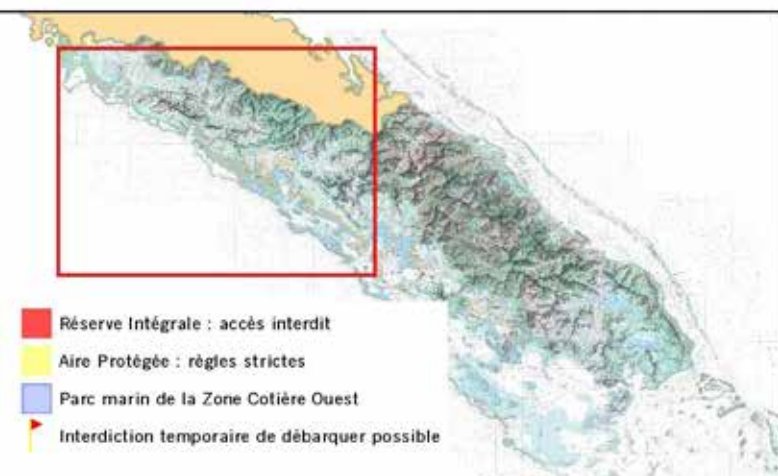 Réserve Intégrale : accès interdit
Aire Protégée : règles strictes
Parc marin de la Zone Cotière Ouest
Interdiction temporaire de débarquer possible